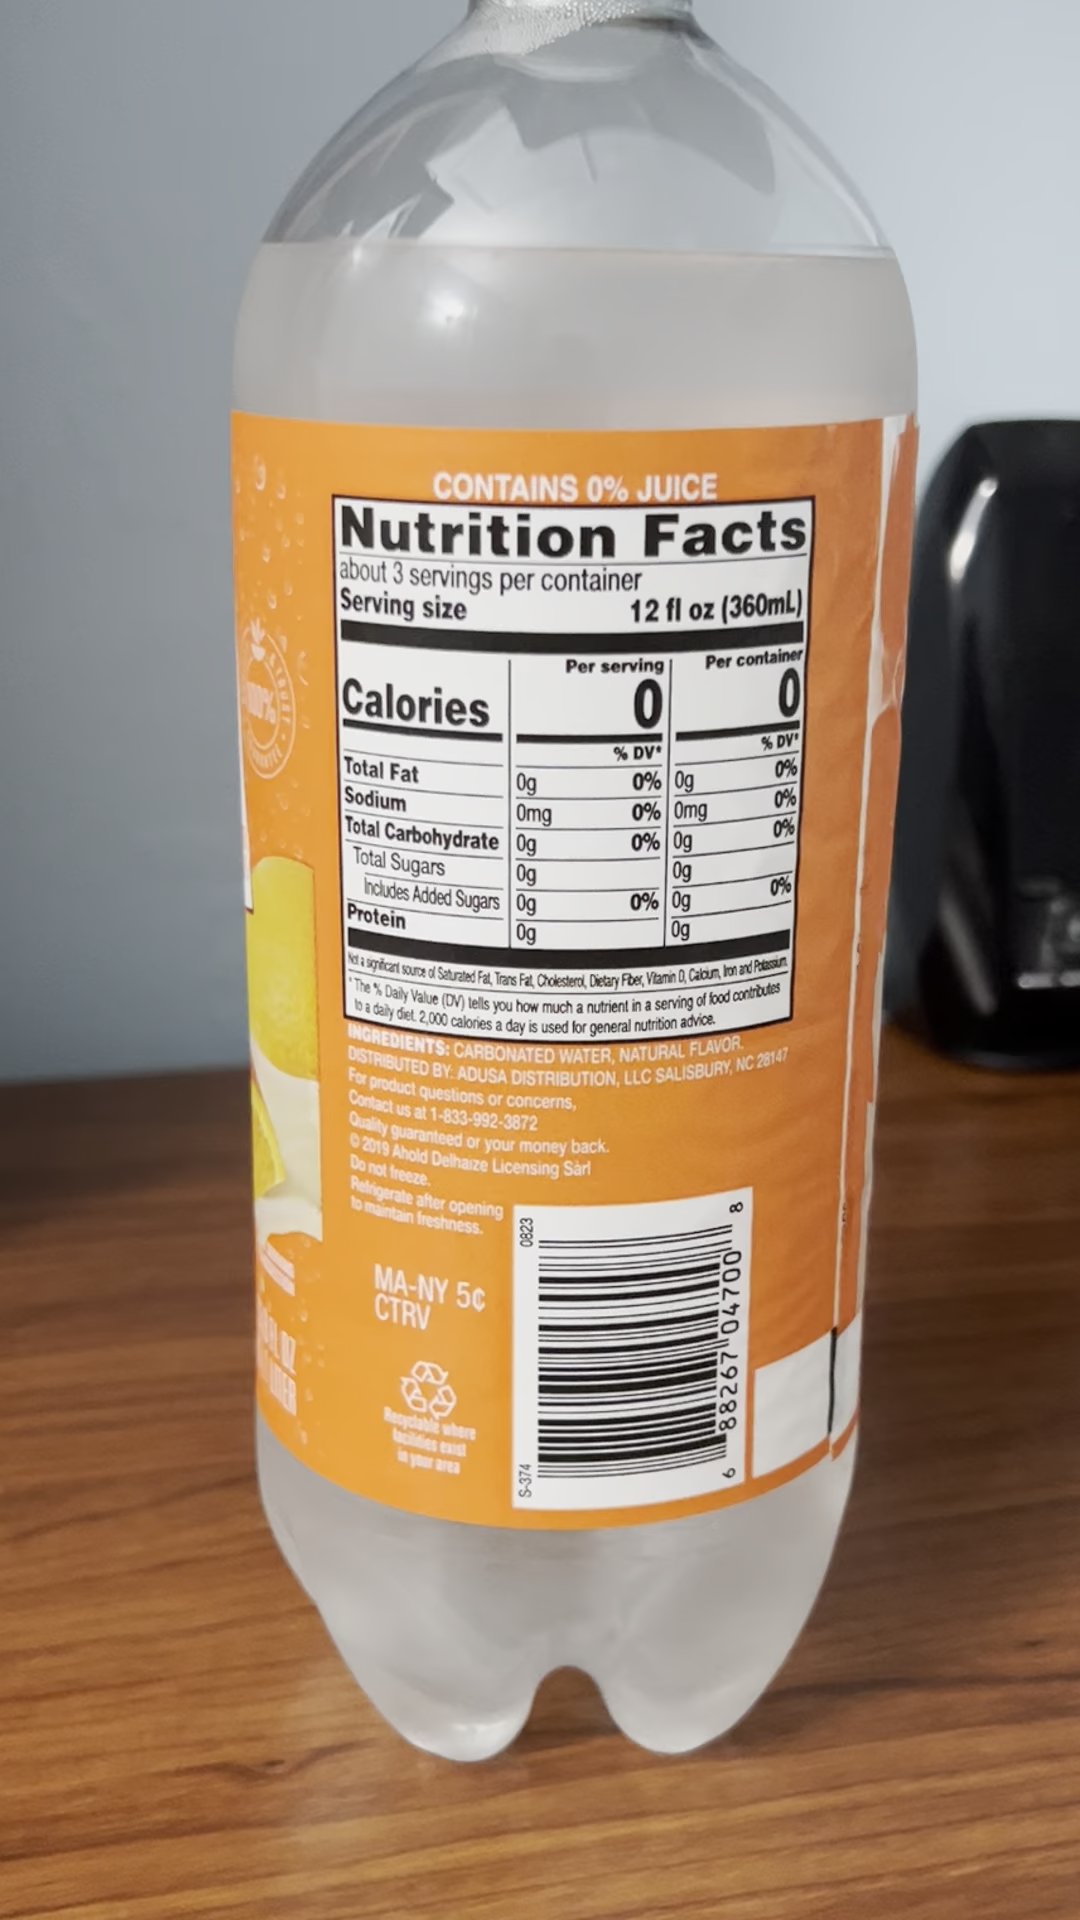 CONTAINS 0% JUICE
Nutrition Facts
about 3 servings per container
Serving size 12 fl oz (360mL)
Per serving Per container
Calories 0 0
% DV* % DV*
Total Fat 0g 0% 0g 0%
Sodium 0mg 0% 0mg 0%
Total Carbohydrate 0g 0% 0g 0%
Total Sugars 0g 0g
Includes Added Sugars 0g 0% 0g 0%
Protein 0g 0g
Not a significant source of Saturated Fat, Trans Fat, Cholesterol, Dietary Fiber, Vitamin D, Calcium, Iron and Potassium.
*The % Daily Value (DV) tells you how much a nutrient in a serving of food contributes
to a daily diet. 2,000 calories a day is used for general nutrition advice.
INGREDIENTS: CARBONATED WATER, NATURAL FLAVOR.
DISTRIBUTED BY: ADUSA DISTRIBUTION, LLC SALISBURY, NC 28147
For product questions or concerns,
Contact us at 1-833-992-3872
Quality guaranteed or your money back.
© 2019 Ahold Delhaize Licensing Sàrl
Do not freeze.
Refrigerate after opening
to maintain freshness.
MA-NY 5¢
CTRV
Recyclable where
facilities exist
in your area
0823
S-374
6 88267 04700 8
100%